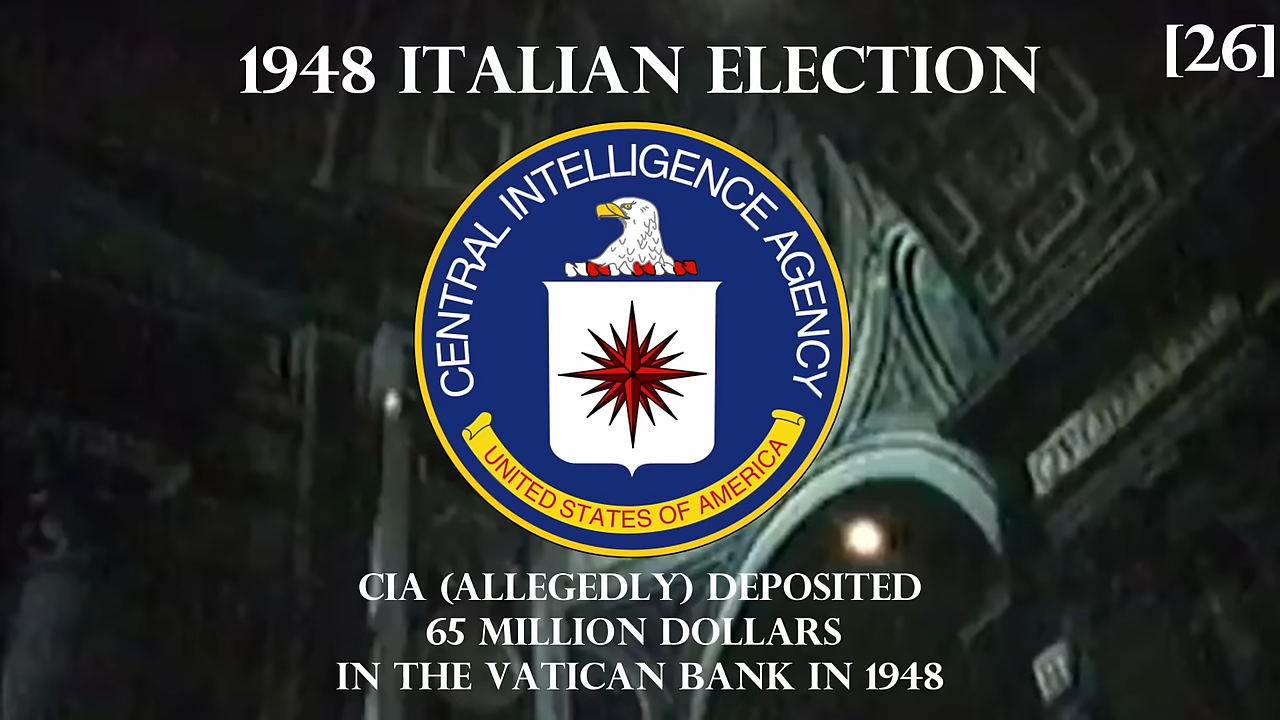 1948 ITALIAN ELECTION
[26]
CENTRAL INTELLIGENCE AGENCY
UNITED STATES OF AMERICA
CIA (ALLEGEDLY) DEPOSITED
65 MILLION DOLLARS
IN THE VATICAN BANK IN 1948